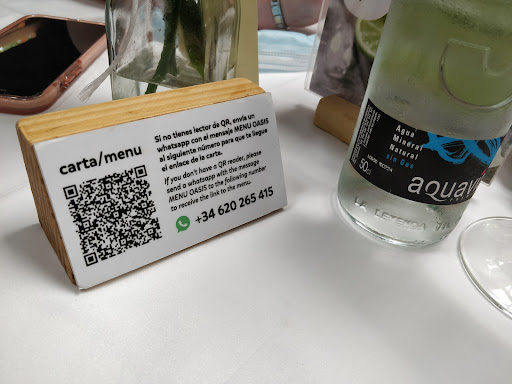 carta/menu
Si no tienes lector de QR, envía un
whatsapp con el mensaje MENU OASIS
al siguiente número para que te llegue
el enlace de la carta.
If you don't have a QR reader, please
send a whatsapp with the message
MENU OASIS to the following number
to receive the link to the menu.
+34 620 265 415
Agua
Mineral
Natural
sin Gas
50cl
aquav